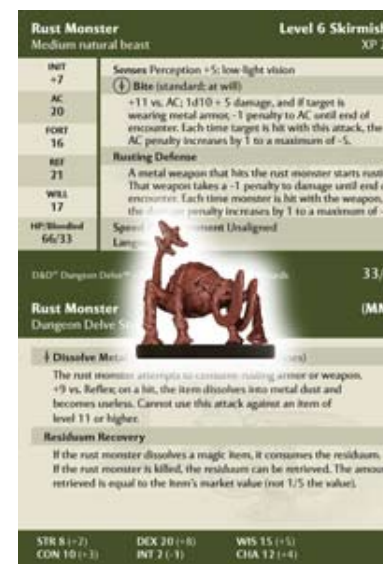 Rust Monster Level 6 Skirmis
Medium natural beast XP
INIT
+7
AC
20
FORT
16
REF
21
WILL
17
HP/Bloodied
66/33
Senses Perception +5; low-light vision
Bite (standard; at will)
+11 vs. AC; 1d10 + 5 damage, and if target is
wearing metal armor, -1 penalty to AC until end of
encounter. Each time target is hit with this attack, the
AC penalty increases by 1 to a maximum of -5.
Rusting Defense
A metal weapon that hits the rust monster starts rusti
That weapon takes a -1 penalty to damage until end
encounter. Each time monster is hit with the weapon,
the penalty increases by 1 to a maximum of
Speed Unaligned
D&D Dungeon Delve 33/
Rust Monster (MM
Dungeon Delve
Dissolve Metal
The rust monster attempts to consume rusting armor or weapon.
+9 vs. Reflex; on a hit, the item dissolves into metal dust and
becomes useless. Cannot use this attack against an item of
level 11 or higher.
Residuum Recovery
If the rust monster dissolves a magic item, it consumes the residuum.
If the rust monster is killed, the residuum can be retrieved. The amou
retrieved is equal to the item's market value (not 1/5 the value).
STR 8 (+2) DEX 20 (+8) WIS 15 (+5)
CON 10 (+3) INT 2 (-1) CHA 12 (+4)